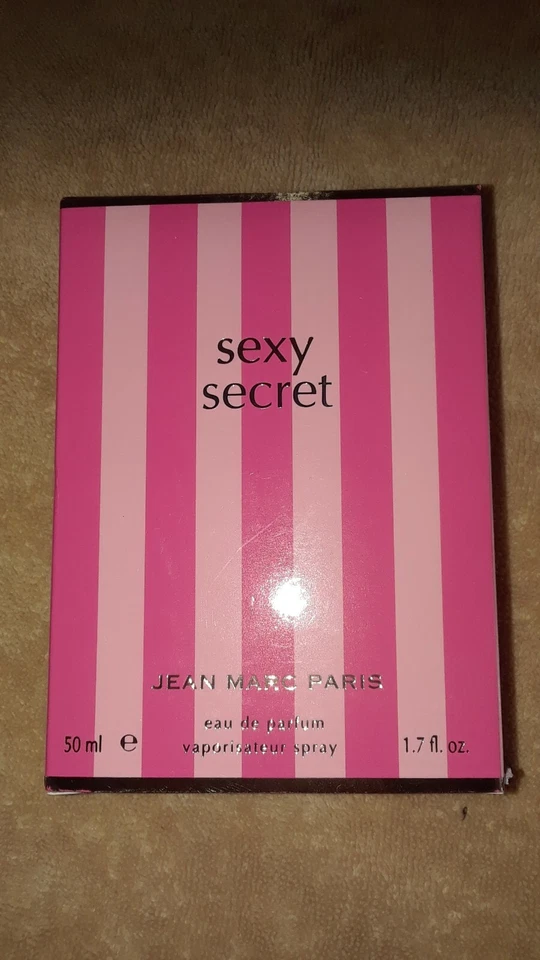 sexy
secret
JEAN MARC PARIS
eau de parfum
50 ml e vaporisateur spray 1.7 fl. oz.